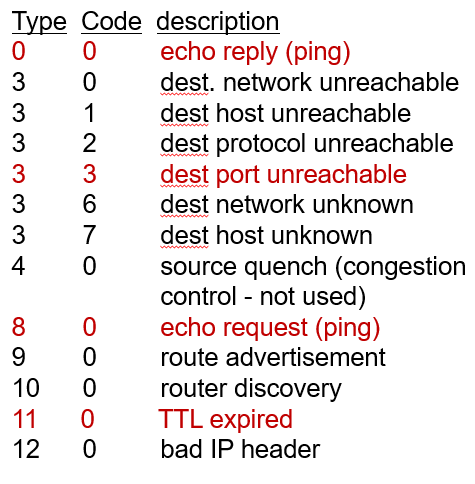 Type Code description
0 0 echo reply (ping)
3 0 dest. network unreachable
3 1 dest host unreachable
3 2 dest protocol unreachable
3 3 dest port unreachable
3 6 dest network unknown
3 7 dest host unknown
4 0 source quench (congestion
control - not used)
8 0 echo request (ping)
9 0 route advertisement
10 0 router discovery
11 0 TTL expired
12 0 bad IP header